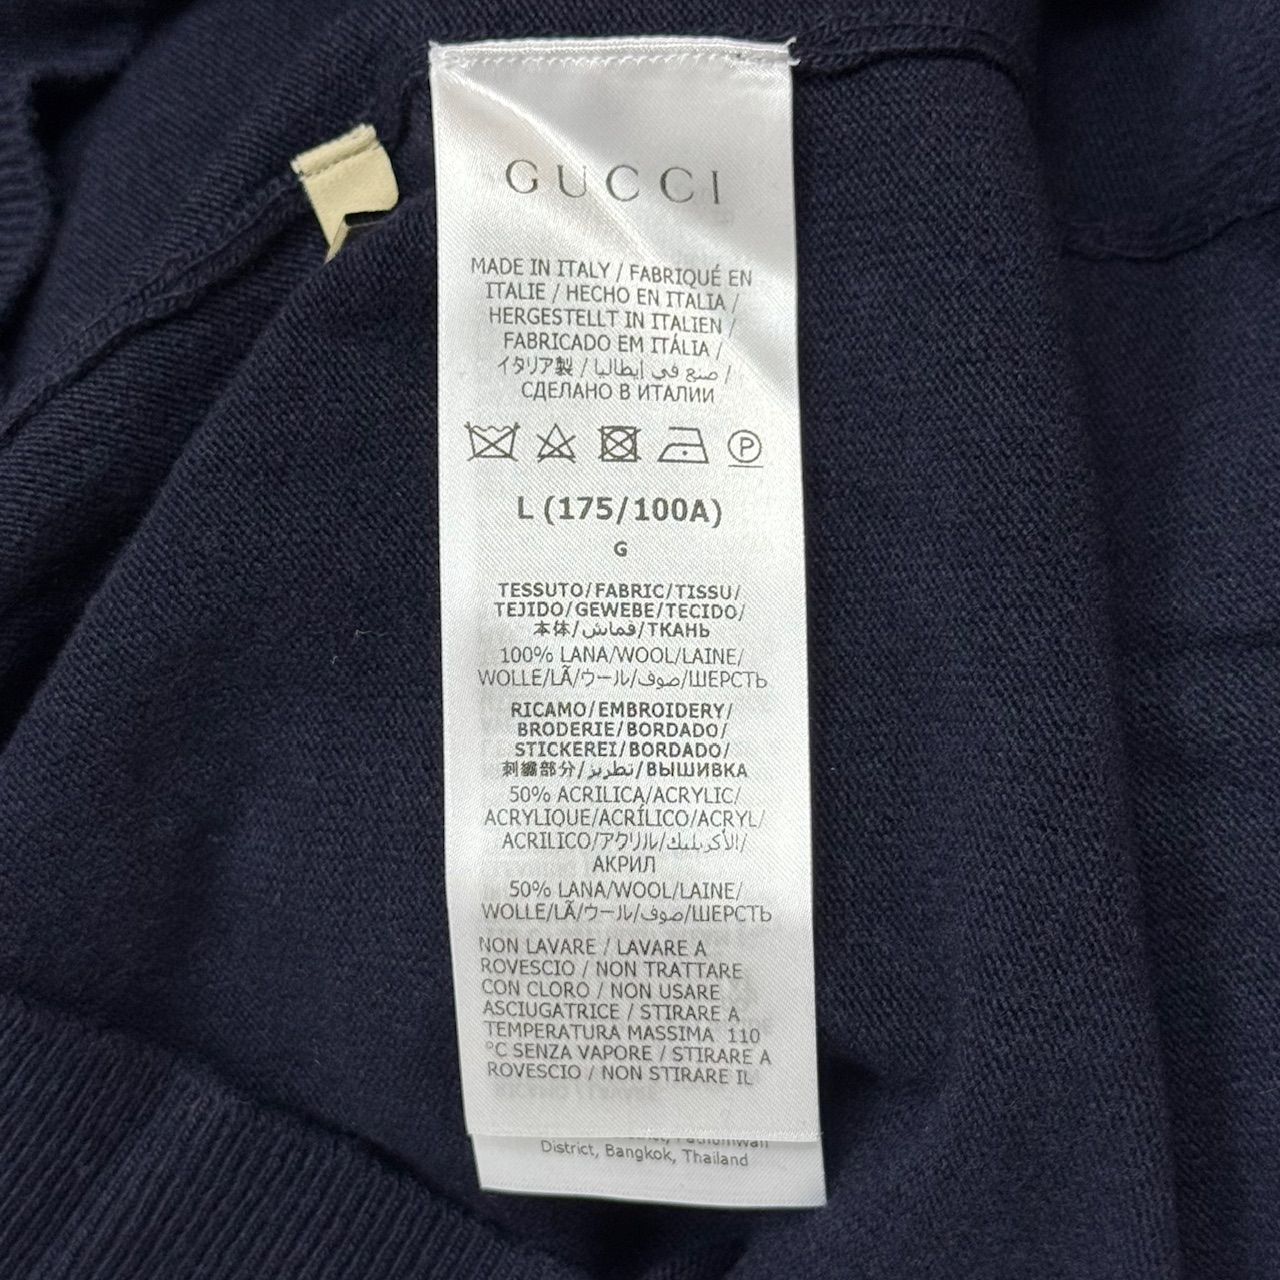 GUCCI
MADE IN ITALY / FABRIQUÉ EN
ITALIE / HECHO EN ITALIA /
HERGESTELLT IN ITALIEN /
FABRICADO EM ITÁLIA /
イタリア製 / صنع في إيطاليا /
СДЕЛАНО В ИТАЛИИ
P
L (175/100A)
G
TESSUTO/FABRIC/TISSU/
TEJIDO/GEWEBE/TECIDO/
本体/قماش/ТКАНЬ
100% LANA/WOOL/LAINE/
WOLLE/LÃ/ウール/صوف/ШЕРСТЬ
RICAMO/EMBROIDERY/
BRODERIE/BORDADO/
STICKEREI/BORDADO/
刺繍部分/تطريز/ВЫШИВКА
50% ACRILICA/ACRYLIC/
ACRYLIQUE/ACRÍLICO/ACRYL/
ACRILICO/アクリル/الأكريليك/
АКРИЛ
50% LANA/WOOL/LAINE/
WOLLE/LÃ/ウール/صوف/ШЕРСТЬ
NON LAVARE / LAVARE A
ROVESCIO / NON TRATTARE
CON CLORO / NON USARE
ASCIUGATRICE / STIRARE A
TEMPERATURA MASSIMA 110
°C SENZA VAPORE / STIRARE A
ROVESCIO / NON STIRARE IL
Pathumwan
District, Bangkok, Thailand